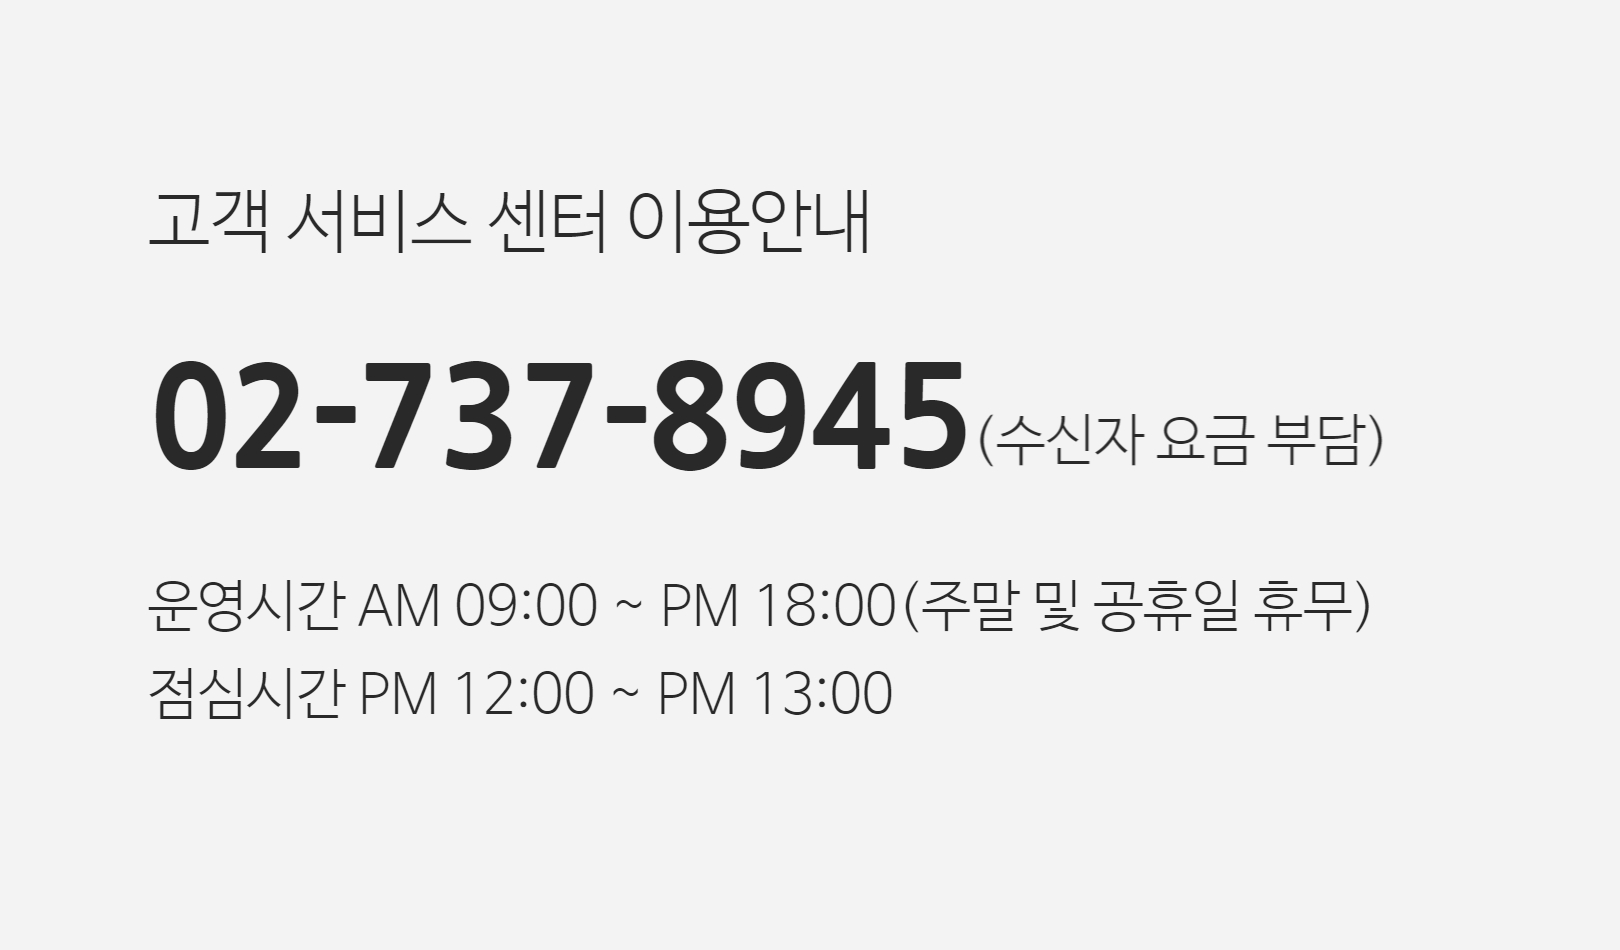 고객 서비스 센터 이용안내
02-737-8945 (수신자 요금 부담)
운영시간 AM 09:00 ~ PM 18:00 (주말 및 공휴일 휴무)
점심시간 PM 12:00 ~ PM 13:00